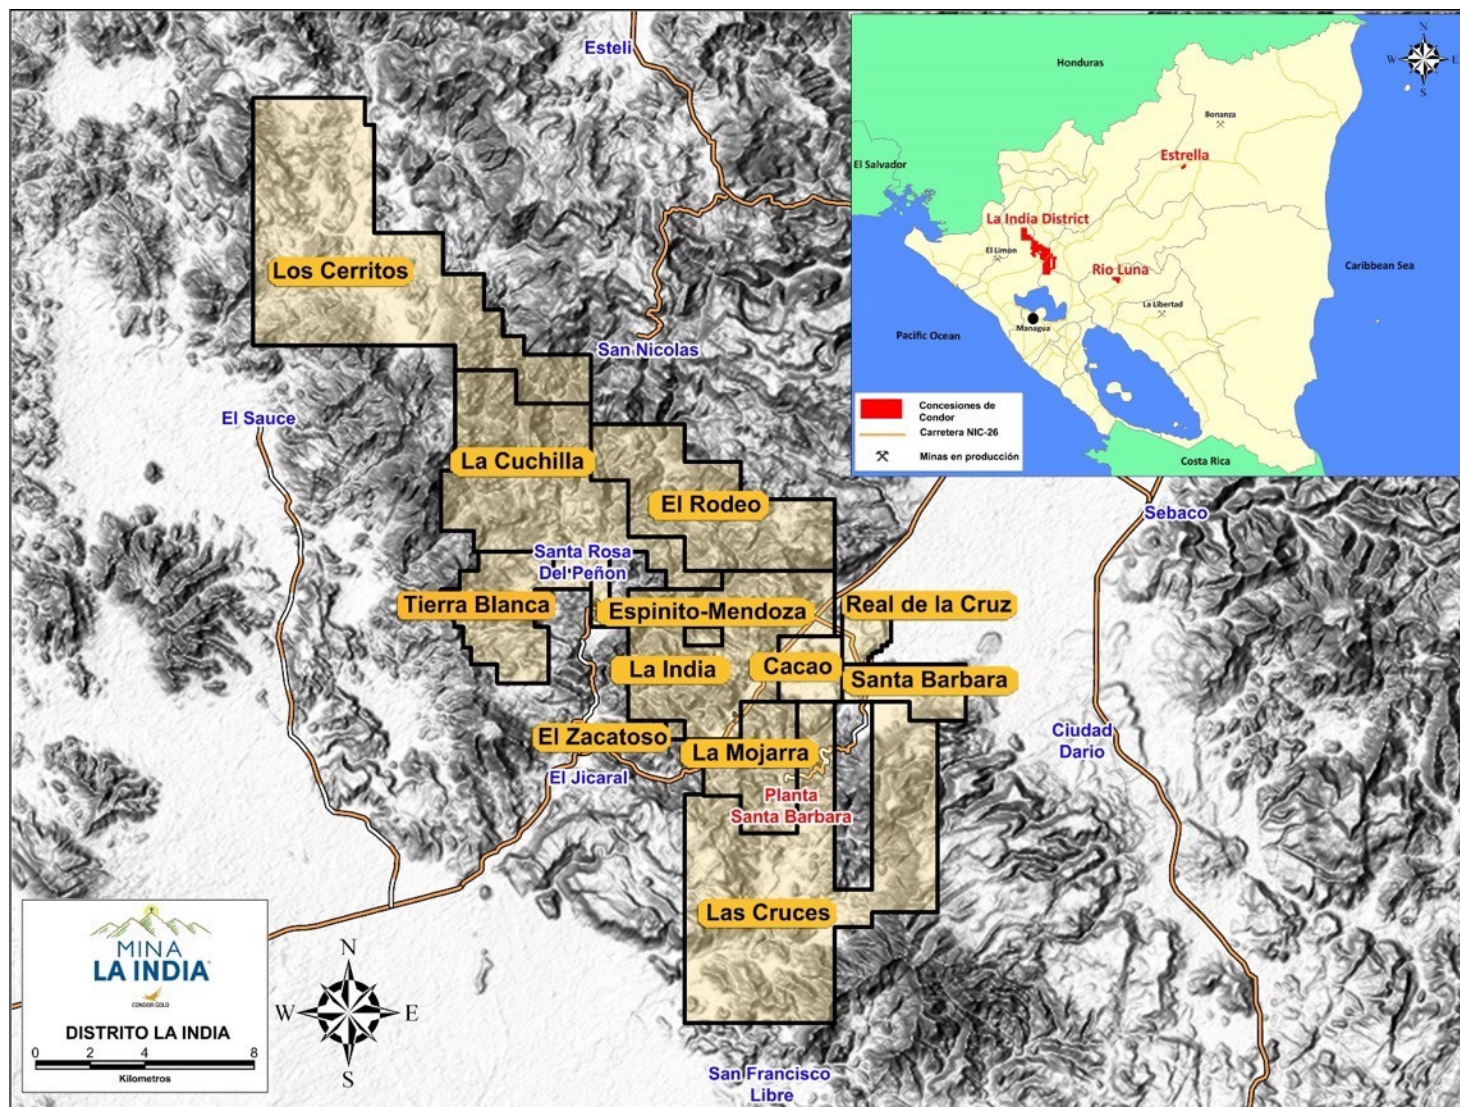 Esteli
Los Cerritos
San Nicolas
El Sauce
La Cuchilla
El Rodeo
Sebaco
Santa Rosa
Del Peñon
Tierra Blanca
Espinito-Mendoza
Real de la Cruz
La India
Cacao
Santa Barbara
El Zacatoso
La Mojarra
Ciudad
Dario
El Jicaral
Planta
Santa Barbara
Las Cruces
San Francisco
Libre
N
W
E
S
MINA
LA INDIA
CONDOR GOLD
DISTRITO LA INDIA
0 2 4 8
Kilometros
Honduras
N
W
E
S
Bonanza
El Salvador
Estrella
La India District
El Limon
Rio Luna
Caribbean Sea
La Libertad
Managua
Pacific Ocean
Costa Rica
Concesiones de
Condor
Carretera NIC-26
Minas en producción